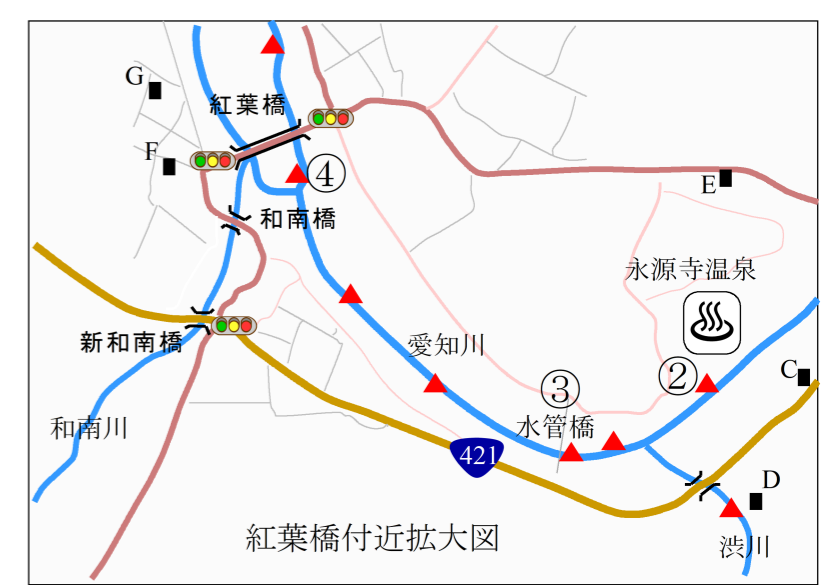 G
紅葉橋
F
④
E
和南橋
永源寺温泉
新和南橋
愛知川
②
C
③
水管橋
和南川
421
D
紅葉橋付近拡大図
渋川